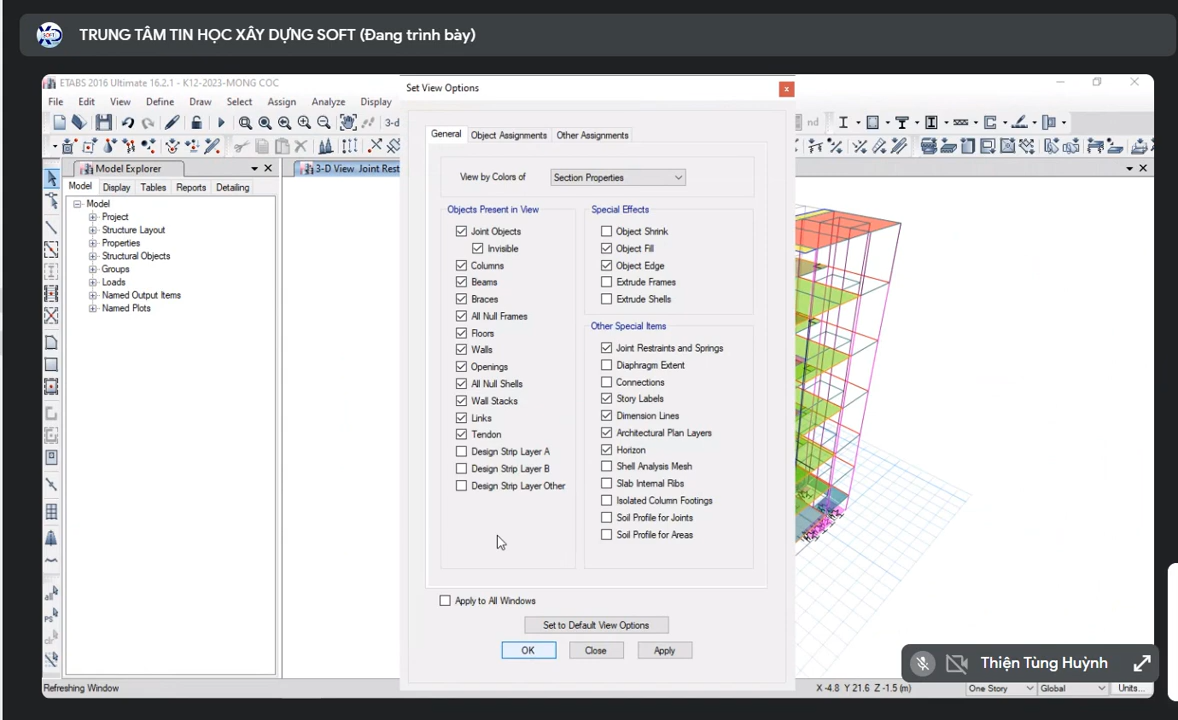 TRUNG TÂM TIN HỌC XÂY DỰNG SOFT (Đang trình bày)
ETABS 2016 Ultimate 16.2.1 - K12-2023-MONG COC
File Edit View Define Draw Select Assign Analyze Display
3-d
nd
Model Explorer
Model Display Tables Reports Detailing
Model
Project
Structure Layout
Properties
Structural Objects
Groups
Loads
Named Output Items
Named Plots
3-D View Joint Rest
Set View Options
General Object Assignments Other Assignments
View by Colors of Section Properties
Objects Present in View
Joint Objects
Invisible
Columns
Beams
Braces
All Null Frames
Floors
Walls
Openings
All Null Shells
Wall Stacks
Links
Tendon
Design Strip Layer A
Design Strip Layer B
Design Strip Layer Other
Special Effects
Object Shrink
Object Fill
Object Edge
Extrude Frames
Extrude Shells
Other Special Items
Joint Restraints and Springs
Diaphragm Extent
Connections
Story Labels
Dimension Lines
Architectural Plan Layers
Horizon
Shell Analysis Mesh
Slab Internal Ribs
Isolated Column Footings
Soil Profile for Joints
Soil Profile for Areas
Apply to All Windows
Set to Default View Options
OK Close Apply
Thiện Tùng Huỳnh
Refreshing Window
X -4.8 Y 21.6 Z -1.5 (m)
One Story Global Units...